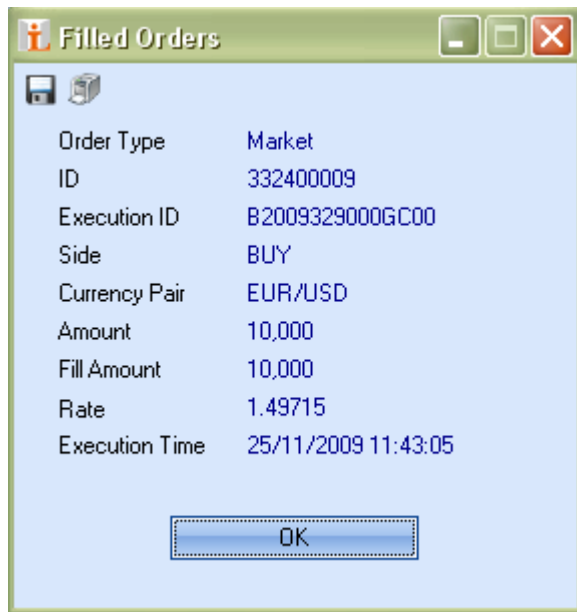 Filled Orders
Order Type Market
ID 332400009
Execution ID B2009329000GC00
Side BUY
Currency Pair EUR/USD
Amount 10,000
Fill Amount 10,000
Rate 1.49715
Execution Time 25/11/2009 11:43:05
OK